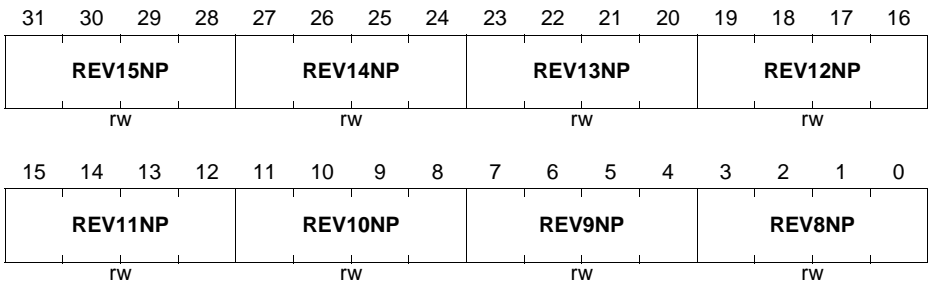 31 30 29 28 27 26 25 24 23 22 21 20 19 18 17 16
REV15NP REV14NP REV13NP REV12NP
rw rw rw rw
15 14 13 12 11 10 9 8 7 6 5 4 3 2 1 0
REV11NP REV10NP REV9NP REV8NP
rw rw rw rw